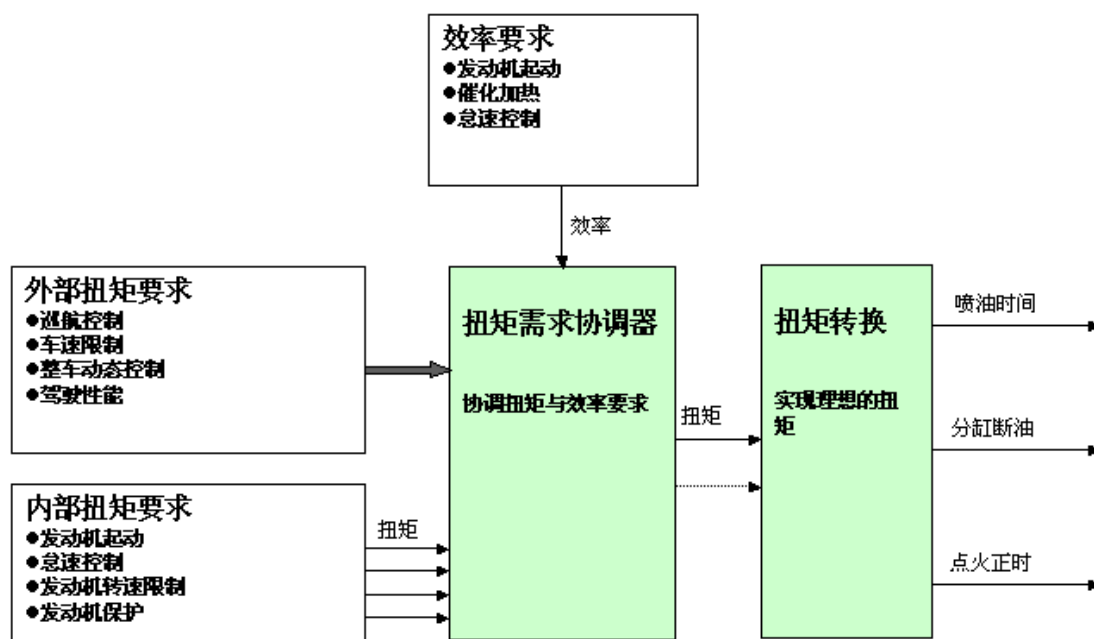 效率要求
●发动机起动
●催化加热
●怠速控制
效率
外部扭矩要求
●巡航控制
●车速限制
●整车动态控制
●驾驶性能
内部扭矩要求
●发动机起动
●怠速控制
●发动机转速限制
●发动机保护
扭矩
扭矩需求协调器
协调扭矩与效率要求
扭矩
扭矩转换
实现理想的扭
矩
喷油时间
分缸断油
点火正时